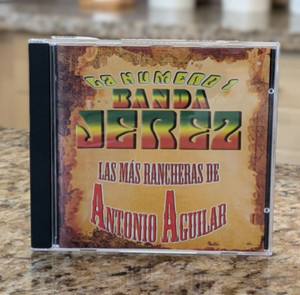 La NUMERO 1
BANDA
JEREZ
LAS MÁS RANCHERAS DE
ANTONIO AGUILAR